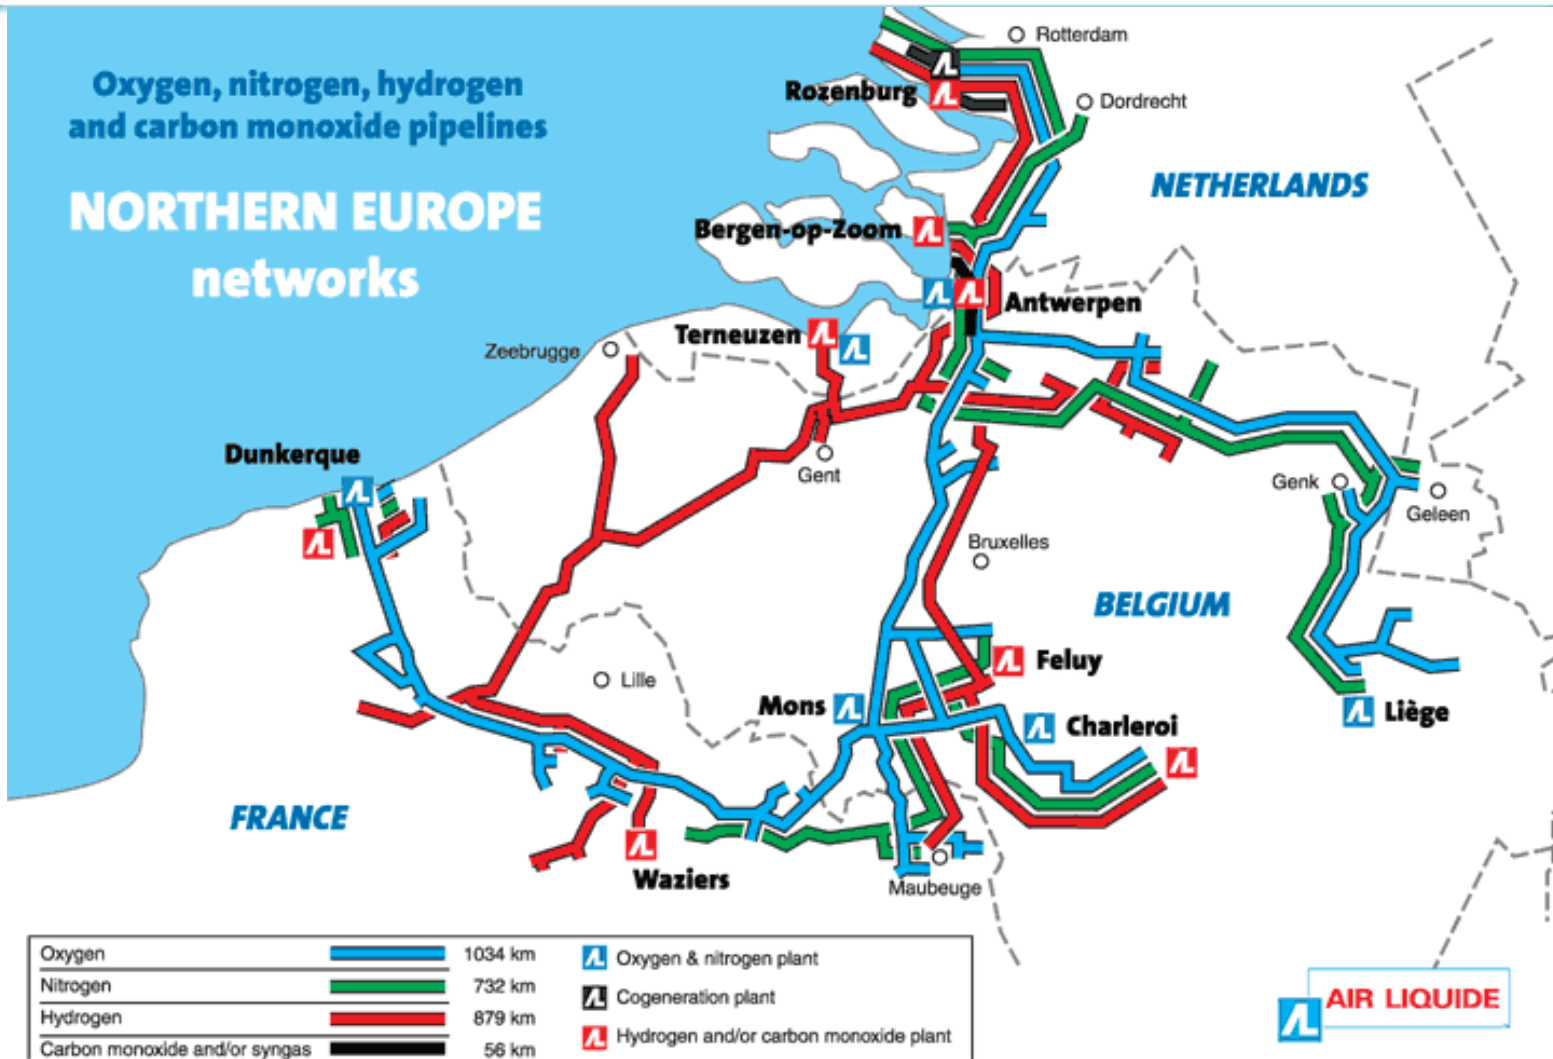 Oxygen, nitrogen, hydrogen
and carbon monoxide pipelines
NORTHERN EUROPE
networks
Rotterdam
Rozenburg
Dordrecht
NETHERLANDS
Bergen-op-Zoom
Antwerpen
Terneuzen
Zeebrugge
Dunkerque
Gent
Genk
Geleen
Bruxelles
BELGIUM
Feluy
Lille
Mons
Charleroi
Liège
FRANCE
Waziers
Maubeuge
Oxygen 1034 km
Nitrogen 732 km
Hydrogen 879 km
Carbon monoxide and/or syngas 56 km
Oxygen & nitrogen plant
Cogeneration plant
Hydrogen and/or carbon monoxide plant
AIR LIQUIDE